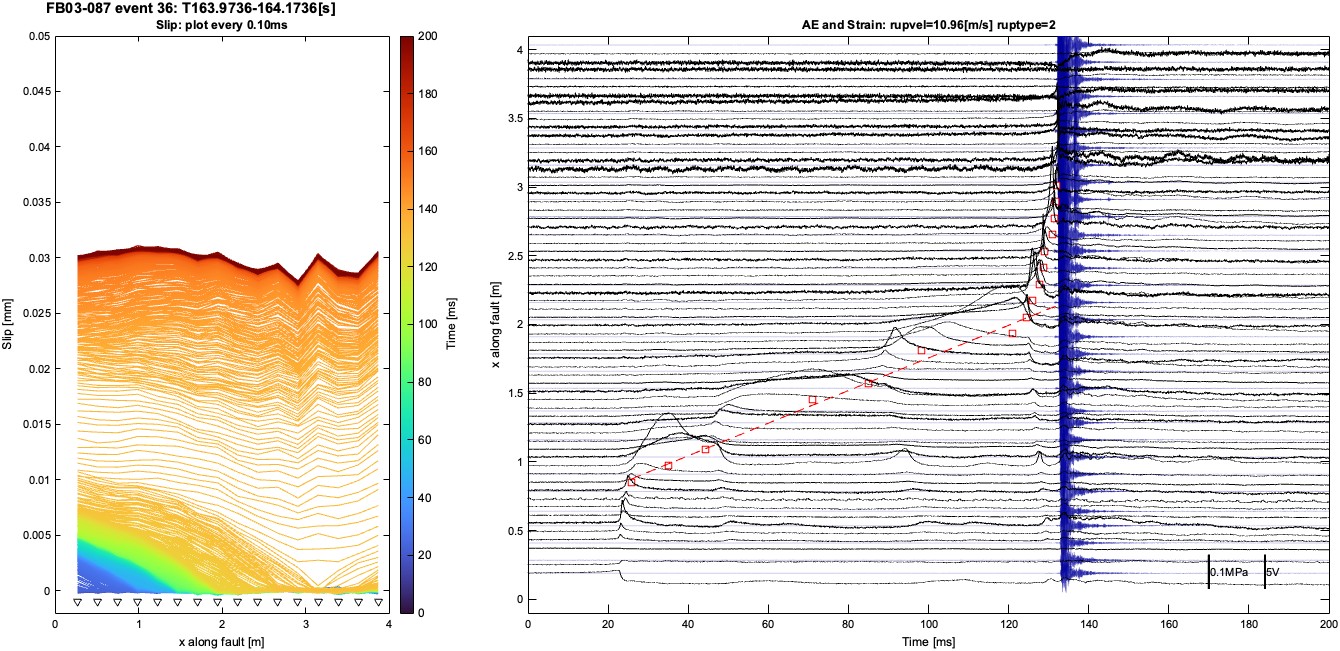 FB03-087 event 36: T163.9736-164.1736[s]
Slip: plot every 0.10ms
0.05
0.045
0.04
0.035
0.03
0.025
0.02
0.015
0.01
0.005
0
Slip [mm]
0 1 2 3 4
x along fault [m]
200
180
160
140
120
100
80
60
40
20
0
Time [ms]
AE and Strain: rupvel=10.96[m/s] ruptype=2
4
3.5
3
2.5
2
1.5
1
0.5
0
x along fault [m]
0.1MPa 5V
0 20 40 60 80 100 120 140 160 180 200
Time [ms]